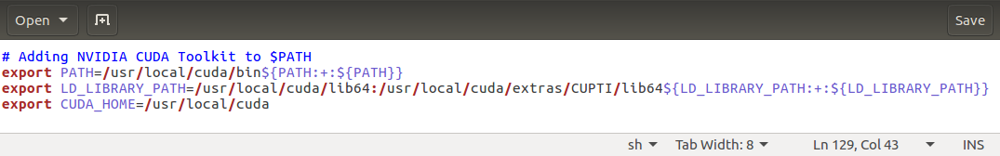 Open
Save
# Adding NVIDIA CUDA Toolkit to $PATH
export PATH=/usr/local/cuda/bin${PATH:+:${PATH}}
export LD_LIBRARY_PATH=/usr/local/cuda/lib64:/usr/local/cuda/extras/CUPTI/lib64${LD_LIBRARY_PATH:+:${LD_LIBRARY_PATH}}
export CUDA_HOME=/usr/local/cuda
sh Tab Width: 8 Ln 129, Col 43 INS